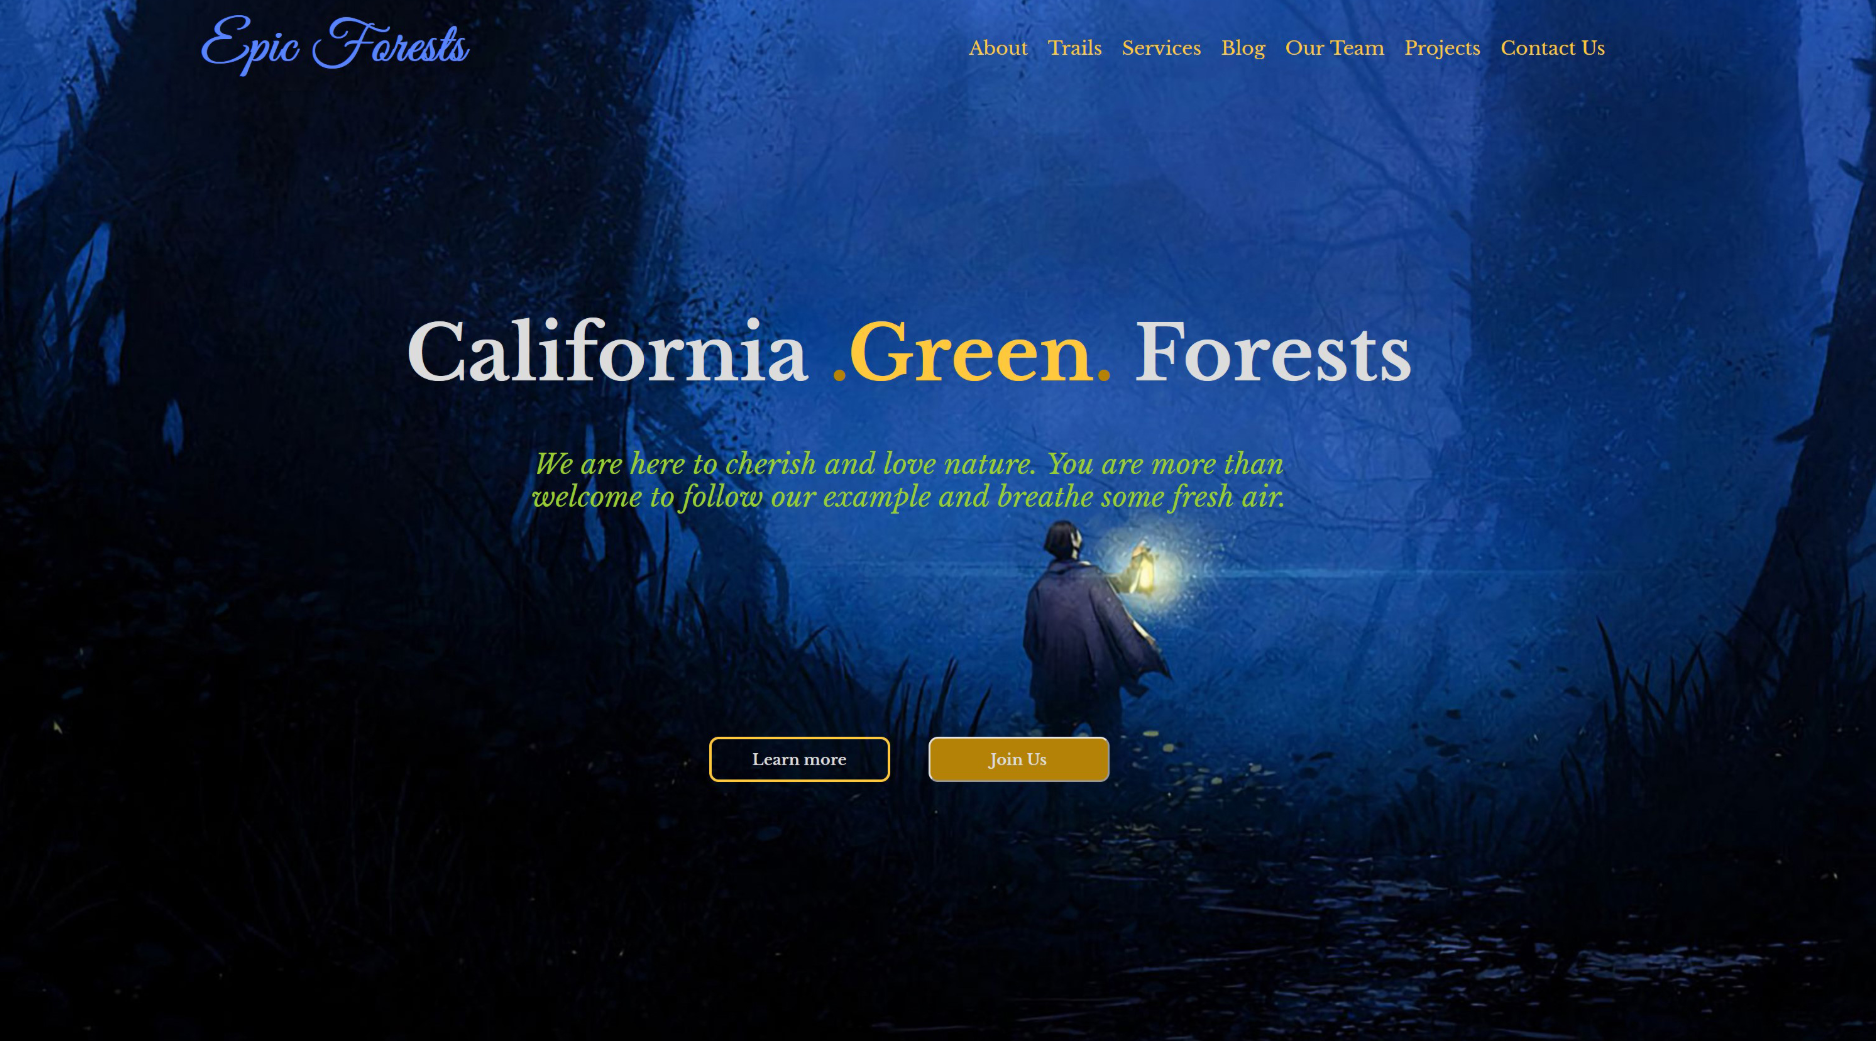 Epic Forests
About Trails Services Blog Our Team Projects Contact Us
California .Green. Forests
We are here to cherish and love nature. You are more than
welcome to follow our example and breathe some fresh air.
Learn more
Join Us